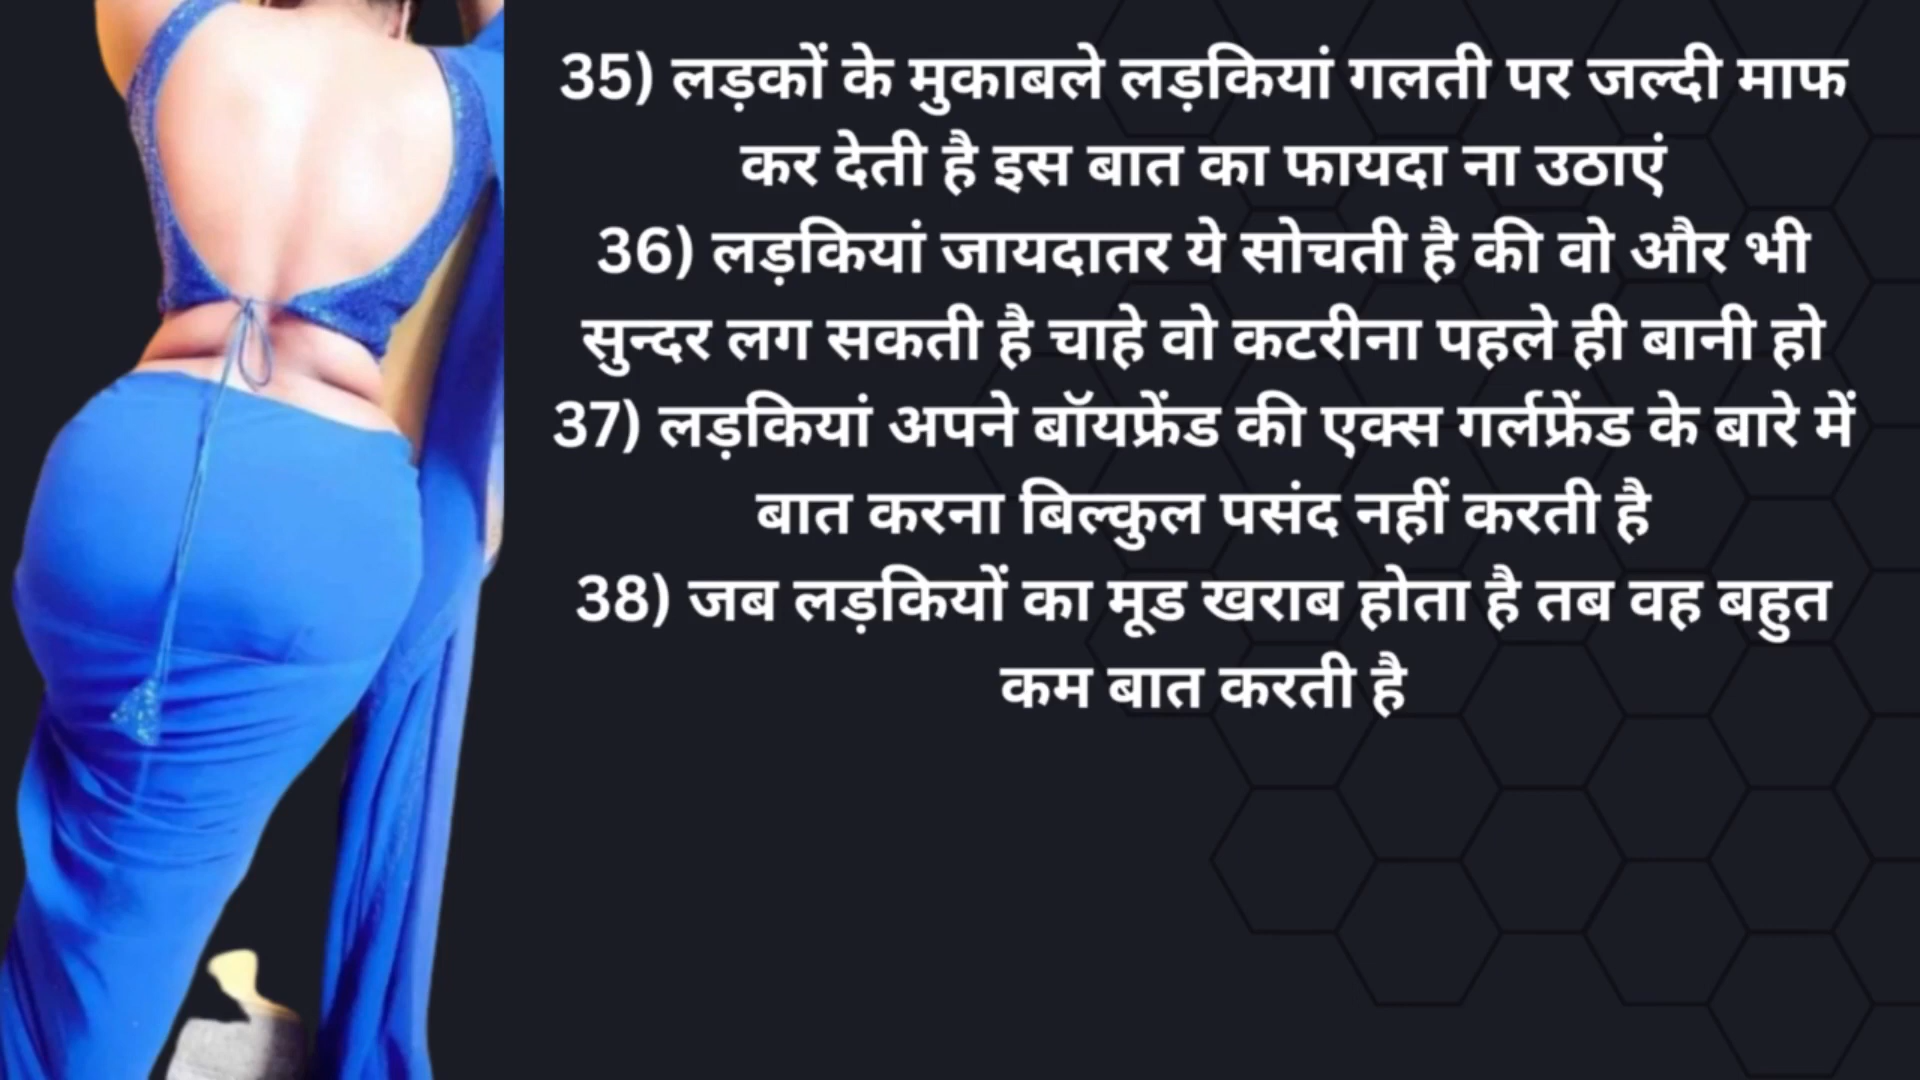 35) लड़कों के मुकाबले लड़कियां गलती पर जल्दी माफ
कर देती है इस बात का फायदा ना उठाएं
36) लड़कियां जायदातर ये सोचती है की वो और भी
सुन्दर लग सकती है चाहे वो कटरीना पहले ही बानी हो
37) लड़कियां अपने बॉयफ्रेंड की एक्स गर्लफ्रेंड के बारे में
बात करना बिल्कुल पसंद नहीं करती है
38) जब लड़कियों का मूड खराब होता है तब वह बहुत
कम बात करती है